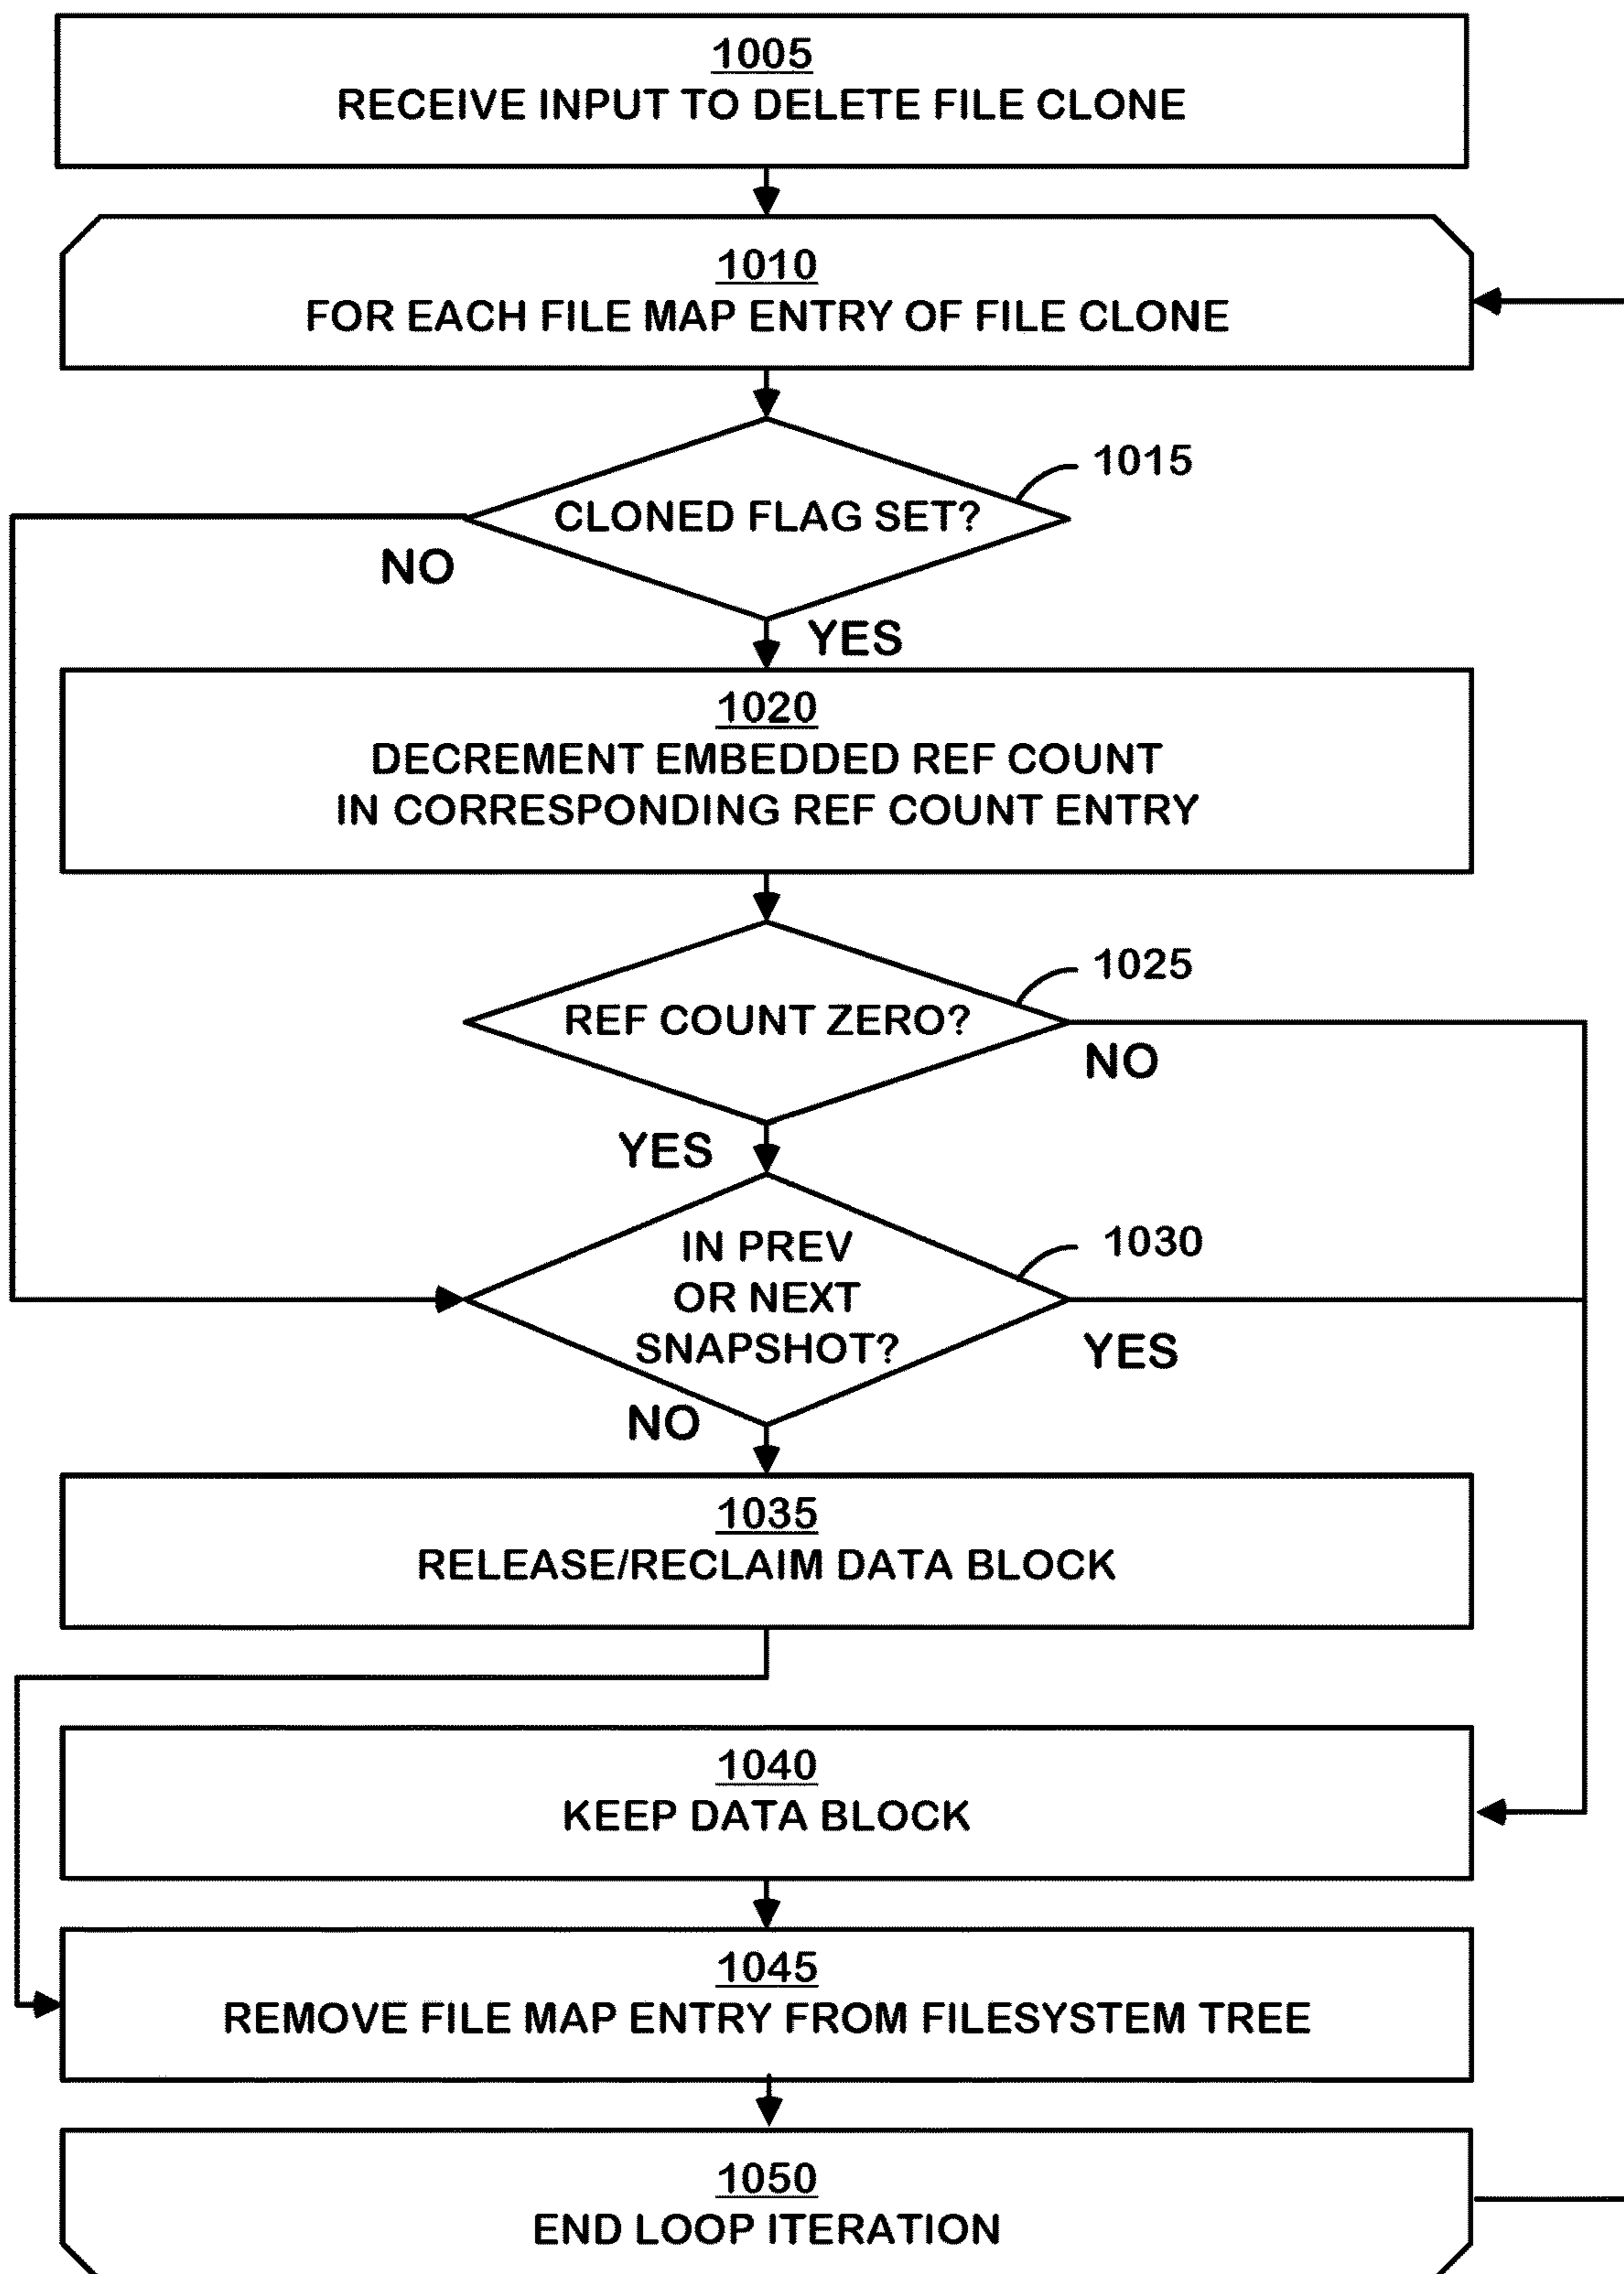 1005
RECEIVE INPUT TO DELETE FILE CLONE
1010
FOR EACH FILE MAP ENTRY OF FILE CLONE
1015
CLONED FLAG SET?
NO
YES
1020
DECREMENT EMBEDDED REF COUNT
IN CORRESPONDING REF COUNT ENTRY
1025
REF COUNT ZERO?
NO
YES
1030
IN PREV
OR NEXT
SNAPSHOT?
YES
NO
1035
RELEASE/RECLAIM DATA BLOCK
1040
KEEP DATA BLOCK
1045
REMOVE FILE MAP ENTRY FROM FILESYSTEM TREE
1050
END LOOP ITERATION